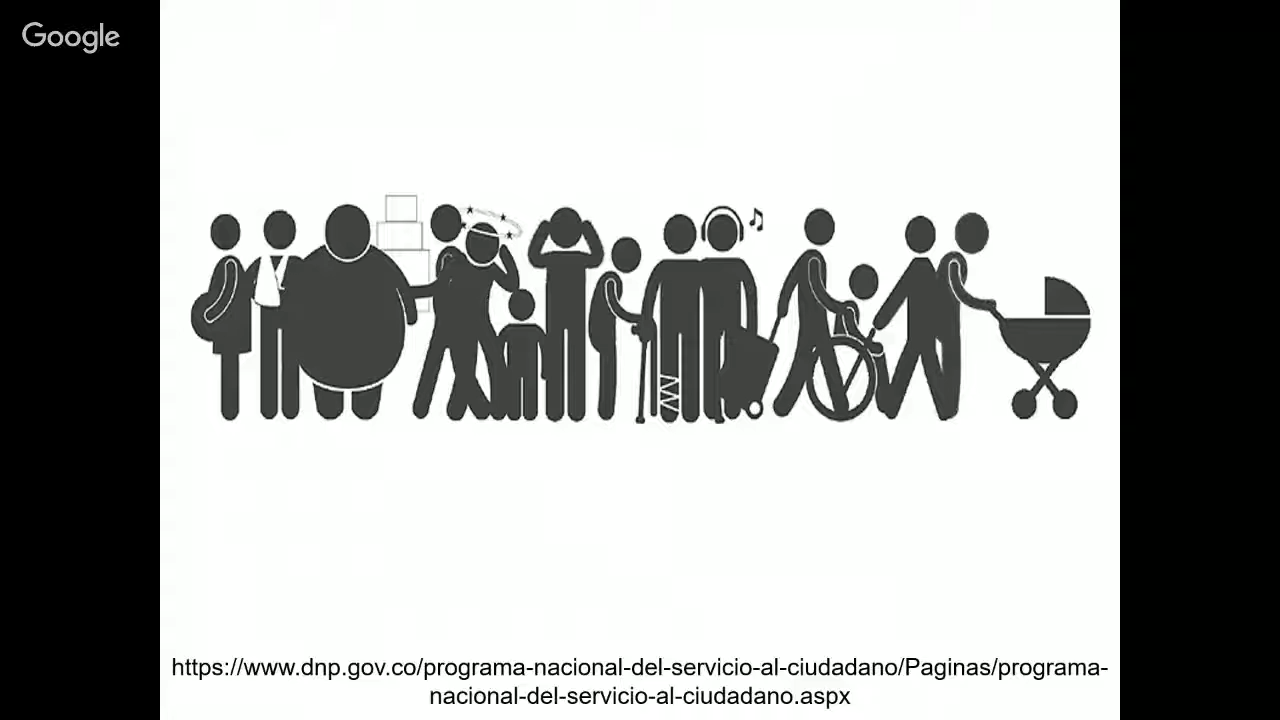 Google
https://www.dnp.gov.co/programa-nacional-del-servicio-al-ciudadano/Paginas/programa-
nacional-del-servicio-al-ciudadano.aspx